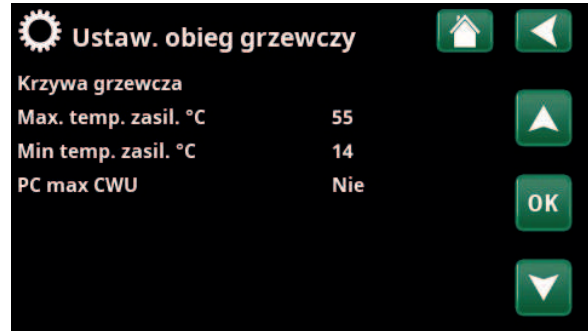 Ustaw. obieg grzewczy
Krzywa grzewcza
Max. temp. zasil. °C 55
Min temp. zasil. °C 14
PC max CWU Nie
OK